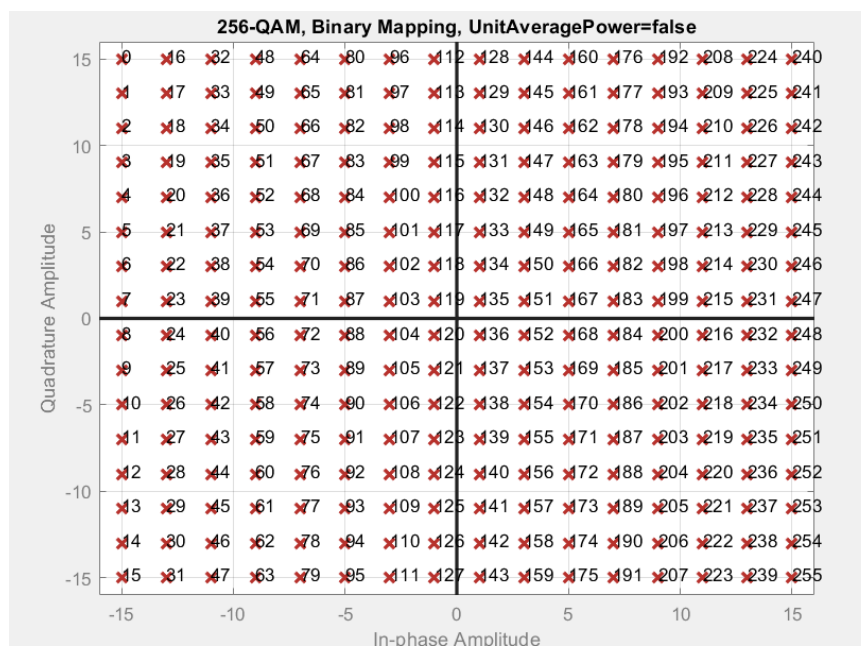 256-QAM, Binary Mapping, UnitAveragePower=false
15 0 16 32 48 64 80 96 112 128 144 160 176 192 208 224 240
1 17 33 49 65 81 97 113 129 145 161 177 193 209 225 241
10 2 18 34 50 66 82 98 114 130 146 162 178 194 210 226 242
3 19 35 51 67 83 99 115 131 147 163 179 195 211 227 243
4 20 36 52 68 84 100 116 132 148 164 180 196 212 228 244
5 5 21 37 53 69 85 101 117 133 149 165 181 197 213 229 245
6 22 38 54 70 86 102 118 134 150 166 182 198 214 230 246
7 23 39 55 71 87 103 119 135 151 167 183 199 215 231 247
0
8 24 40 56 72 88 104 120 136 152 168 184 200 216 232 248
9 25 41 57 73 89 105 121 137 153 169 185 201 217 233 249
-5 10 26 42 58 74 90 106 122 138 154 170 186 202 218 234 250
11 27 43 59 75 91 107 123 139 155 171 187 203 219 235 251
12 28 44 60 76 92 108 124 140 156 172 188 204 220 236 252
-10 13 29 45 61 77 93 109 125 141 157 173 189 205 221 237 253
14 30 46 62 78 94 110 126 142 158 174 190 206 222 238 254
-15 15 31 47 63 79 95 111 127 143 159 175 191 207 223 239 255
-15 -10 -5 0 5 10 15
In-phase Amplitude
Quadrature Amplitude